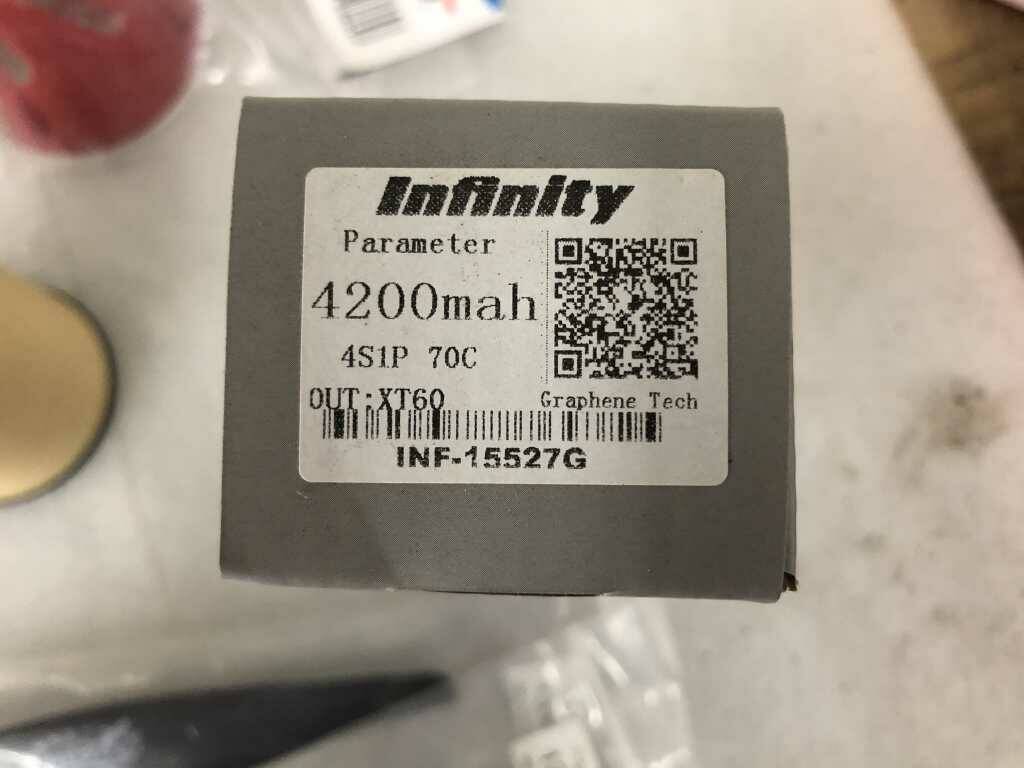 Infinity
Parameter
4200mah
4S1P 70C
OUT:XT60
Graphene Tech
INF-15527G